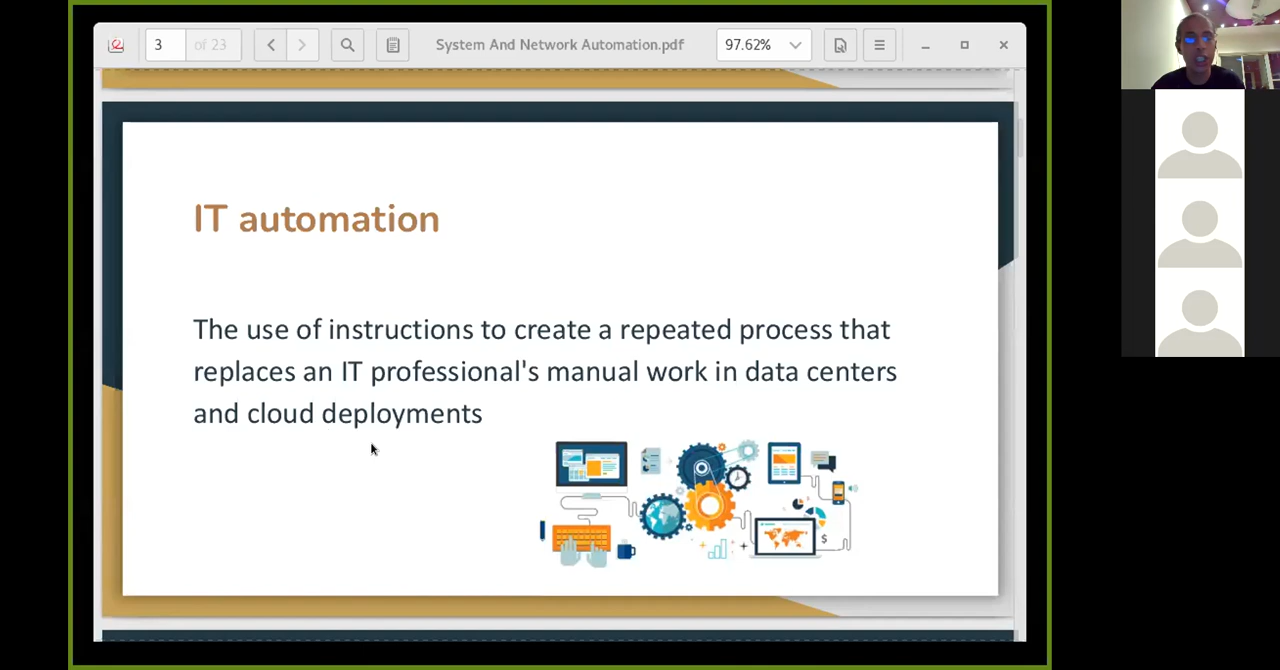 3 of 23 System And Network Automation.pdf 97.62%
IT automation
The use of instructions to create a repeated process that
replaces an IT professional's manual work in data centers
and cloud deployments
$